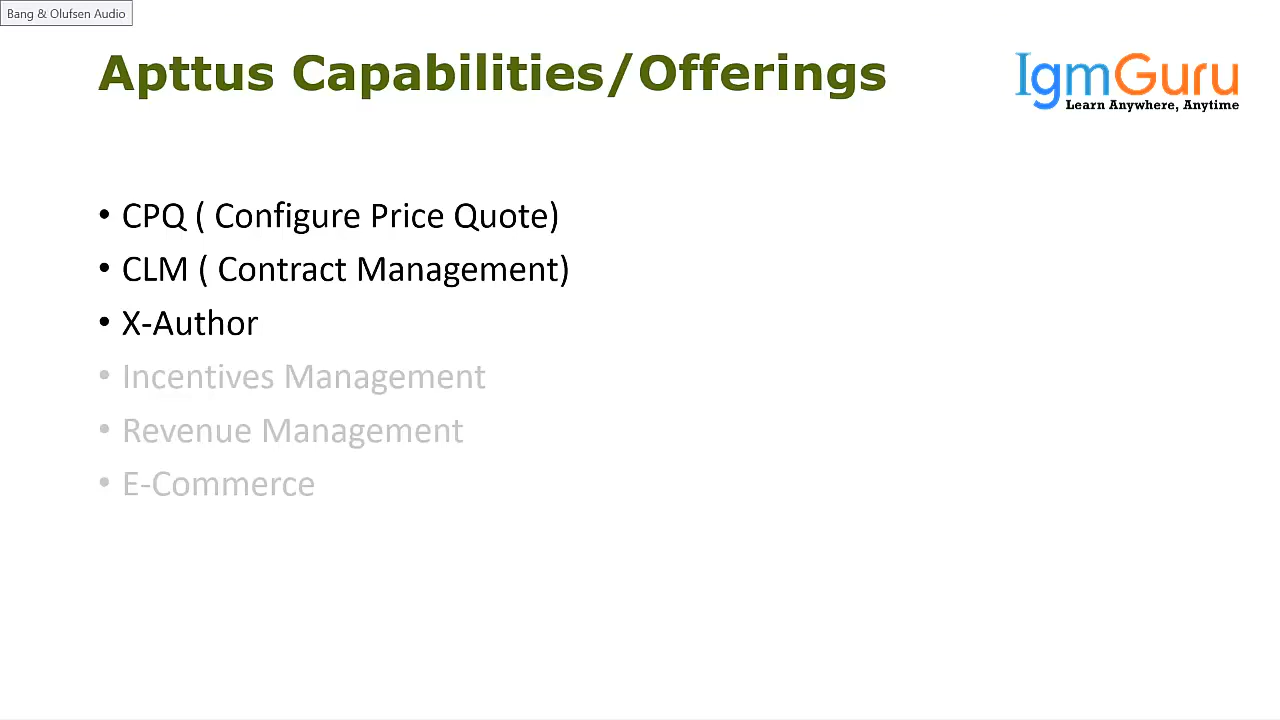 Bang & Olufsen Audio
Apttus Capabilities/Offerings
IgmGuru
Learn Anywhere, Anytime
• CPQ ( Configure Price Quote)
• CLM ( Contract Management)
• X-Author
• Incentives Management
• Revenue Management
• E-Commerce